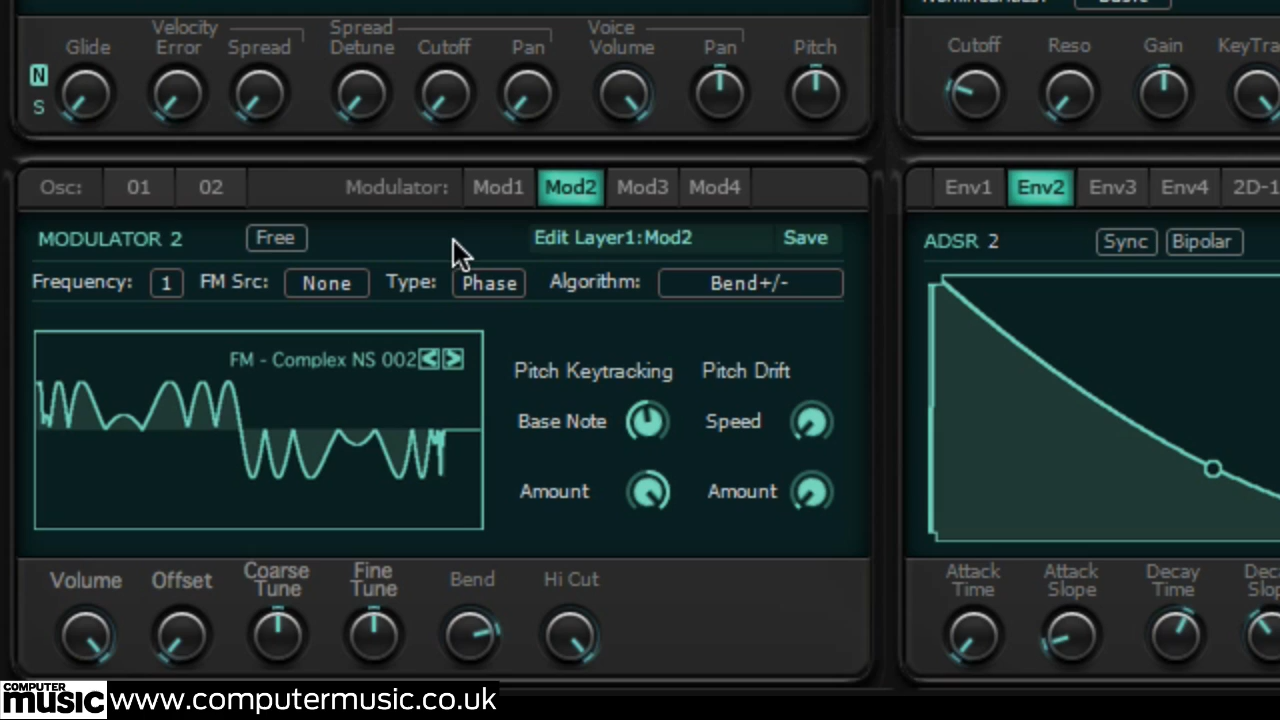 Velocity Spread Voice
Glide Error Spread Detune Cutoff Pan Volume Pan Pitch
N
S
Cutoff Reso Gain
Osc: 01 02 Modulator: Mod1 Mod2 Mod3 Mod4
MODULATOR 2 Free Edit Layer1:Mod2 Save
Frequency: 1 FM Src: None Type: Phase Algorithm: Bend+/-
FM - Complex NS 002 < >
Pitch Keytracking Pitch Drift
Base Note Speed
Amount Amount
Volume Offset Coarse Tune Fine Tune Bend Hi Cut
Env1 Env2 Env3 Env4 2D-1
ADSR 2 Sync Bipolar
Attack Time Attack Slope Decay Time
COMPUTER
music www.computermusic.co.uk